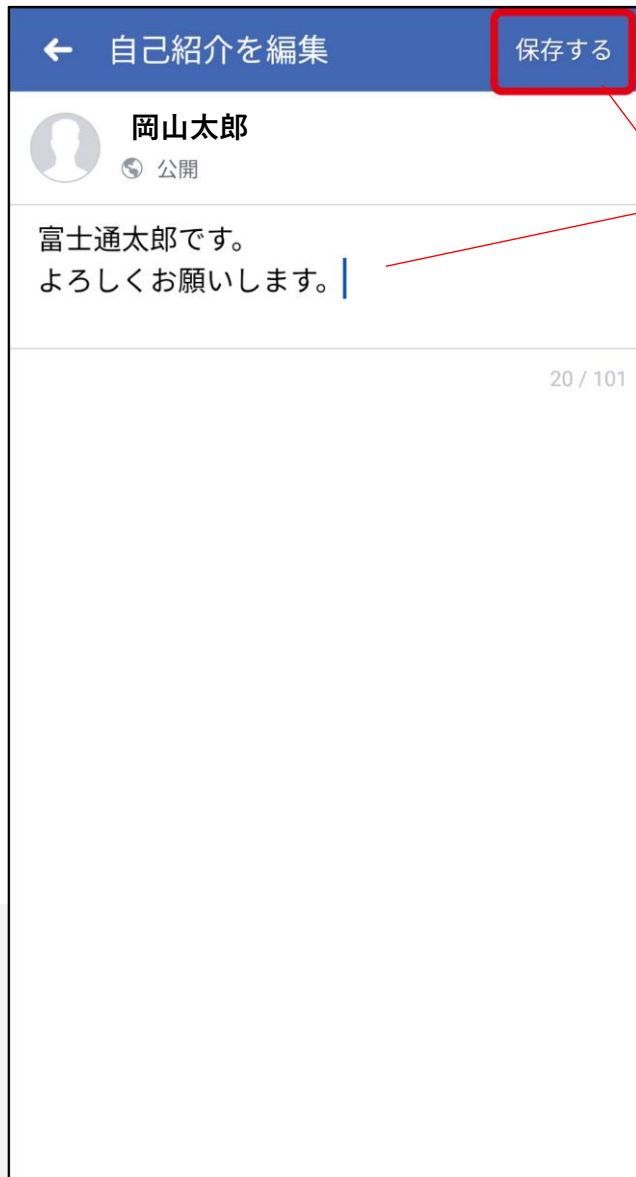 自己紹介を編集 保存する
岡山太郎
公開
富士通太郎です。
よろしくお願いします。
20 / 101